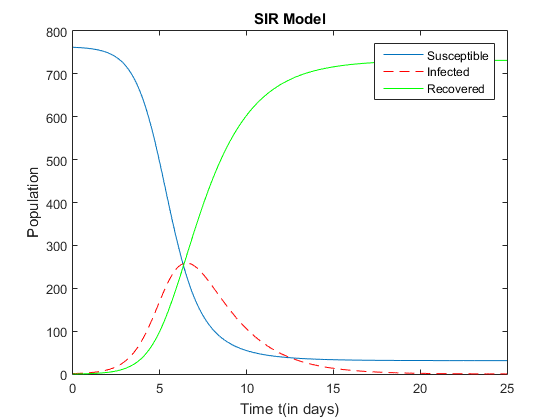 SIR Model
800
700
600
500
400
300
200
100
0
Population
Susceptible
Infected
Recovered
0 5 10 15 20 25
Time t(in days)